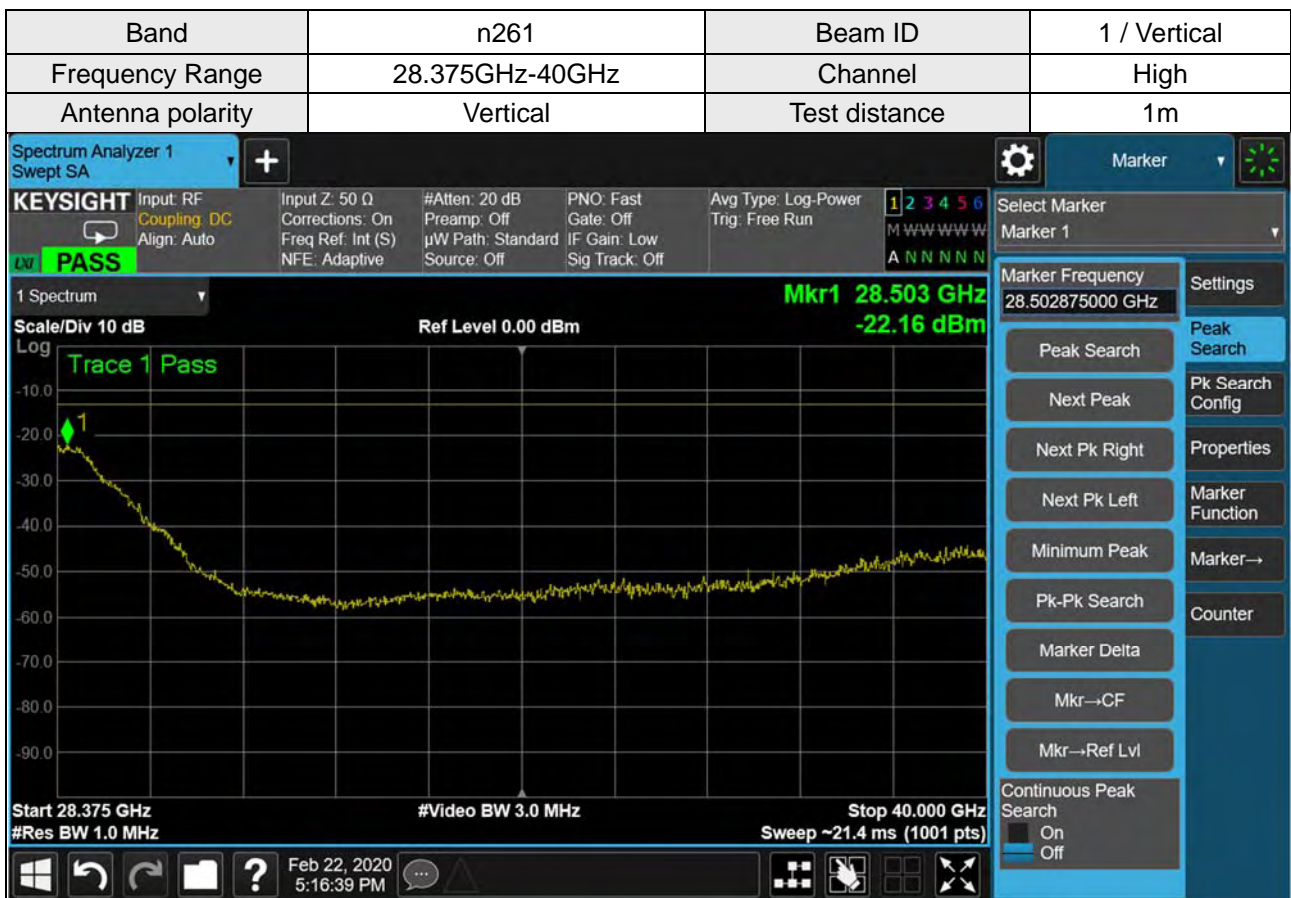 Band n261 Beam ID 1 / Vertical
Frequency Range 28.375GHz-40GHz Channel High
Antenna polarity Vertical Test distance 1m
Spectrum Analyzer 1
Swept SA
+
Marker
KEYSIGHT
LXI PASS
Input: RF
Coupling: DC
Align: Auto
Input Z: 50 Ω
Corrections: On
Freq Ref: Int (S)
NFE: Adaptive
#Atten: 20 dB
Preamp: Off
µW Path: Standard
Source: Off
PNO: Fast
Gate: Off
IF Gain: Low
Sig Track: Off
Avg Type: Log-Power
Trig: Free Run
1 2 3 4 5 6
M W W W W W
A N N N N N
Select Marker
Marker 1
1 Spectrum
Scale/Div 10 dB
Ref Level 0.00 dBm
Mkr1 28.503 GHz
-22.16 dBm
Log
Trace 1 Pass
1
-10.0
-20.0
-30.0
-40.0
-50.0
-60.0
-70.0
-80.0
-90.0
Start 28.375 GHz
#Res BW 1.0 MHz
#Video BW 3.0 MHz
Stop 40.000 GHz
Sweep ~21.4 ms (1001 pts)
Marker Frequency
28.502875000 GHz
Peak Search
Next Peak
Next Pk Right
Next Pk Left
Minimum Peak
Pk-Pk Search
Marker Delta
Mkr→CF
Mkr→Ref Lvl
Continuous Peak
Search
On
Off
Settings
Peak
Search
Pk Search
Config
Properties
Marker
Function
Marker→
Counter
?
Feb 22, 2020
5:16:39 PM